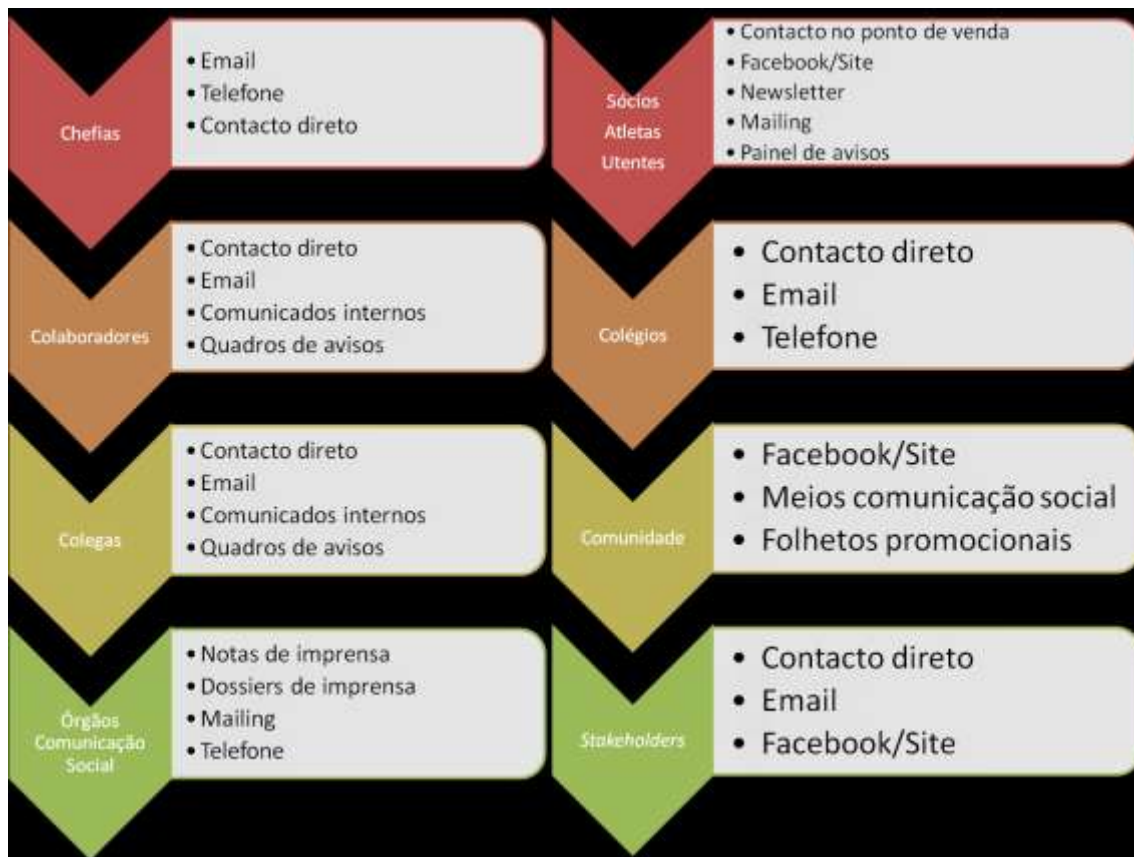 Chefias
• Email
• Telefone
• Contacto direto
Colaboradores
• Contacto direto
• Email
• Comunicados internos
• Quadros de avisos
Colegas
• Contacto direto
• Email
• Comunicados internos
• Quadros de avisos
Órgãos
Comunicação
Social
• Notas de imprensa
• Dossiers de imprensa
• Mailing
• Telefone
Sócios
Atletas
Utentes
• Contacto no ponto de venda
• Facebook/Site
• Newsletter
• Mailing
• Painel de avisos
Colégios
• Contacto direto
• Email
• Telefone
Comunidade
• Facebook/Site
• Meios comunicação social
• Folhetos promocionais
Stakeholders
• Contacto direto
• Email
• Facebook/Site